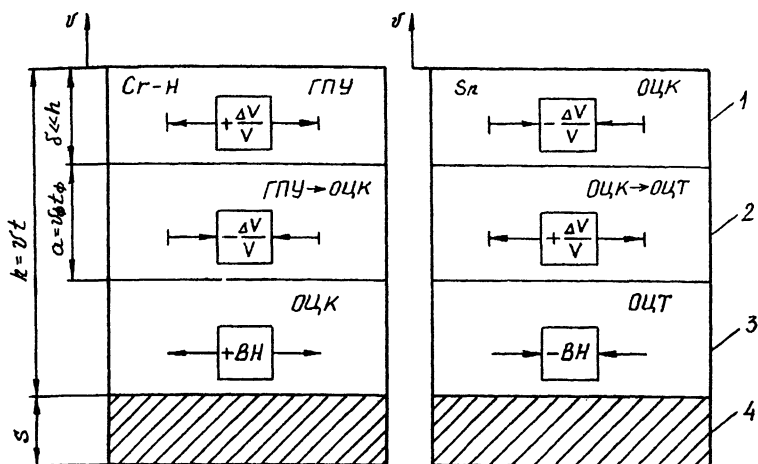 v
v
Cr-H
ГПУ
+ΔV/V
Sn
ОЦК
-ΔV/V
1
δ≪h
ГПУ→ОЦК
-ΔV/V
ОЦК→ОЦТ
+ΔV/V
2
h=vt
ОЦК
+ВН
ОЦТ
-ВН
3
S
4